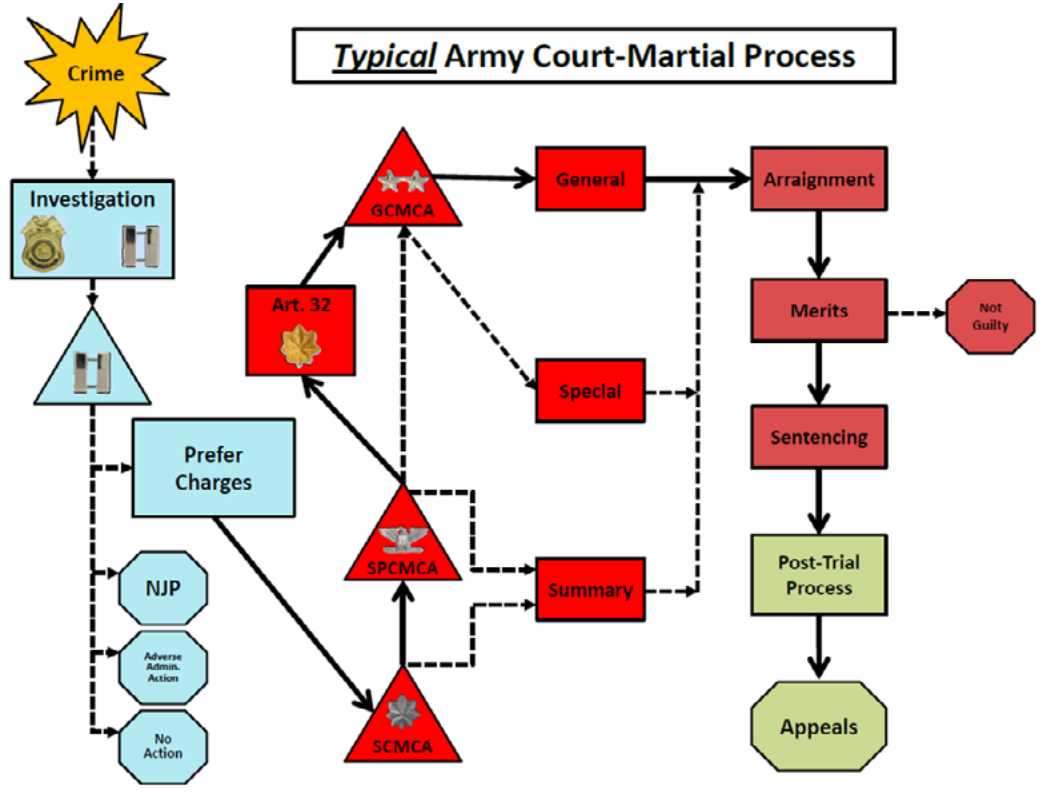 Crime
Typical Army Court-Martial Process
Investigation
GCMCA
General
Arraignment
Art. 32
Merits
Not
Guilty
Special
Prefer
Charges
Sentencing
SPCMCA
Summary
Post-Trial
Process
NJP
Adverse
Admin.
Action
No
Action
SCMCA
Appeals